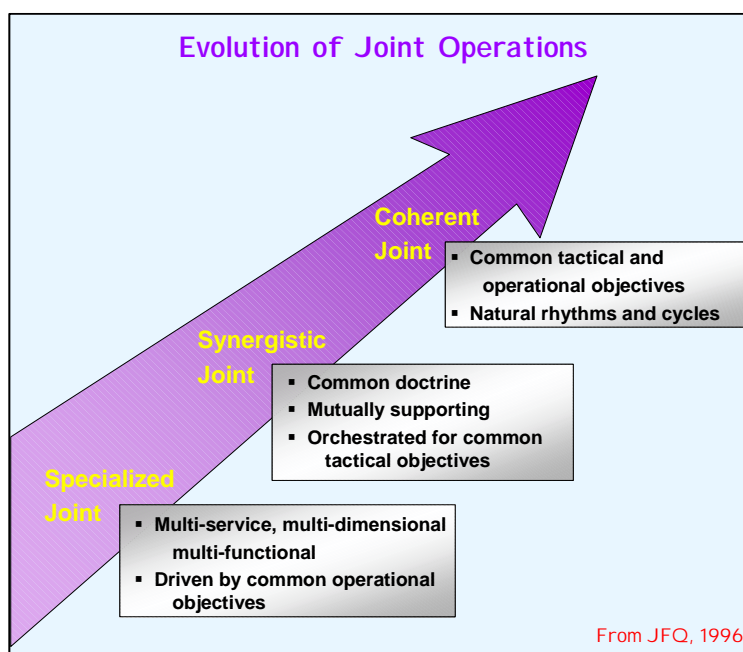 Evolution of Joint Operations
Coherent
Joint
▪ Common tactical and
operational objectives
▪ Natural rhythms and cycles
Synergistic
Joint
▪ Common doctrine
▪ Mutually supporting
▪ Orchestrated for common
tactical objectives
Specialized
Joint
▪ Multi-service, multi-dimensional
multi-functional
▪ Driven by common operational
objectives
From JFQ, 1996